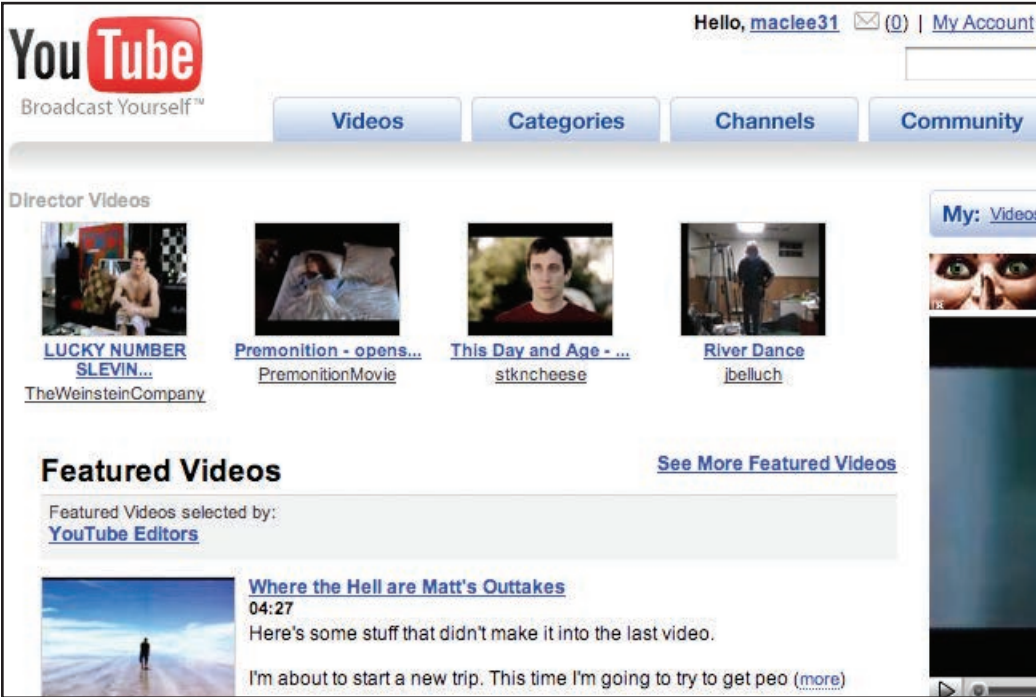 Hello, maclee31 (0) | My Account
You Tube
Broadcast Yourself™
Videos Categories Channels Community
Director Videos
My: Videos
LUCKY NUMBER
SLEVIN...
TheWeinsteinCompany
Premonition - opens...
PremonitionMovie
This Day and Age - ...
stkncheese
River Dance
jbelluch
Featured Videos
See More Featured Videos
Featured Videos selected by:
YouTube Editors
Where the Hell are Matt's Outtakes
04:27
Here's some stuff that didn't make it into the last video.
I'm about to start a new trip. This time I'm going to try to get peo (more)